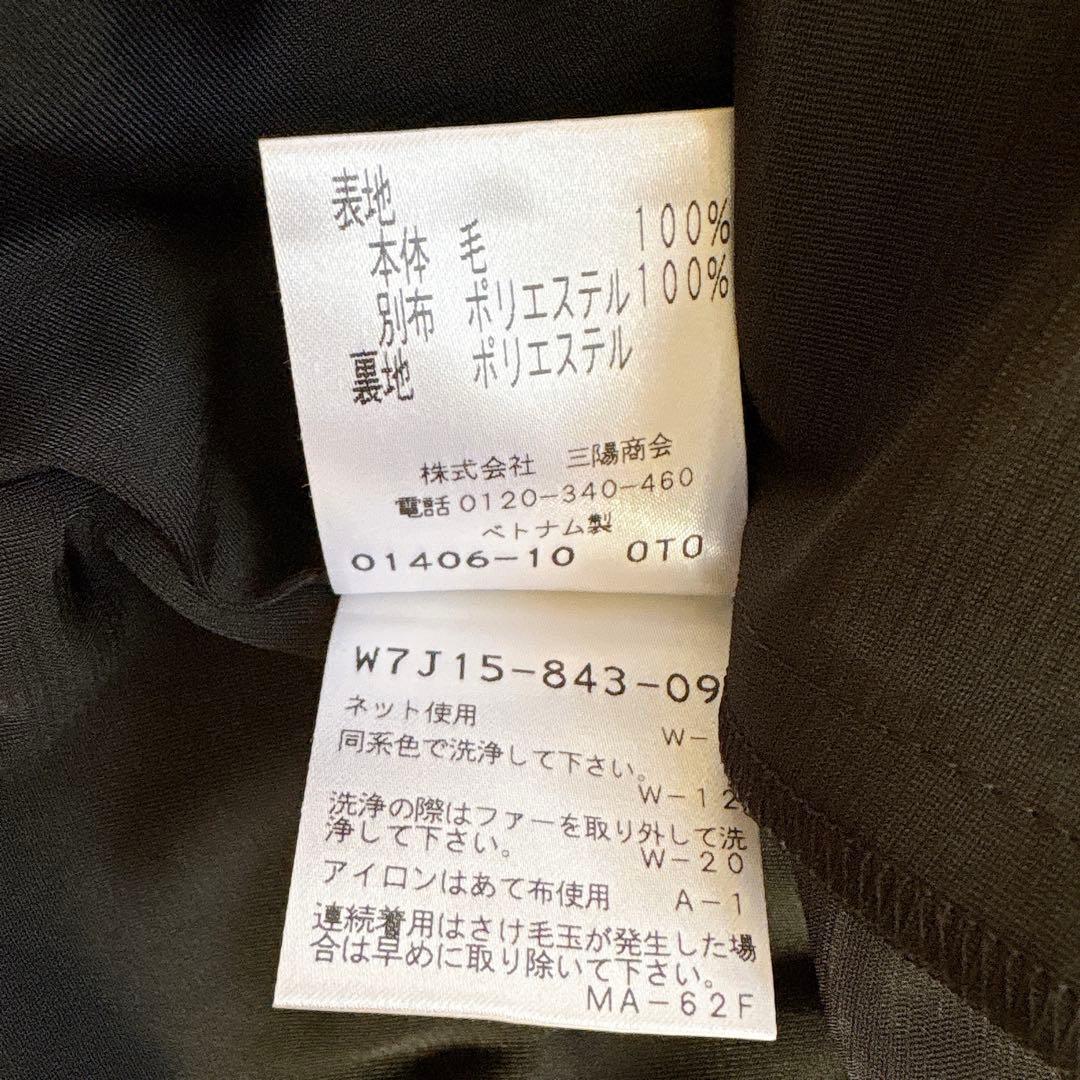 表地
本体 毛 100%
別布 ポリエステル 100%
裏地 ポリエステル
株式会社 三陽商会
電話0120-340-460
ベトナム製
01406-10 0T0
W7J15-843-09
ネット使用
W-
同系色で洗浄して下さい。
W-12
洗浄の際はファーを取り外して洗
浄して下さい。
W-20
アイロンはあて布使用 A-1
連続着用はさけ毛玉が発生した場
合は早めに取り除いて下さい。
MA-62F